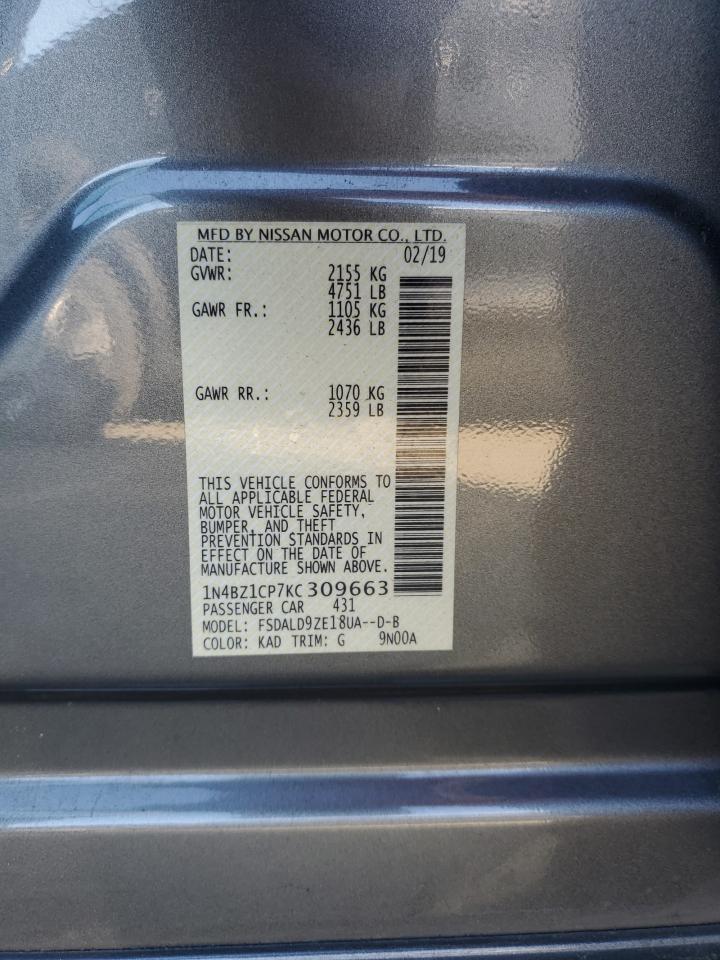 MFD BY NISSAN MOTOR CO., LTD.
DATE: 02/19
GVWR: 2155 KG
4751 LB
GAWR FR.: 1105 KG
2436 LB
GAWR RR.: 1070 KG
2359 LB
THIS VEHICLE CONFORMS TO
ALL APPLICABLE FEDERAL
MOTOR VEHICLE SAFETY,
BUMPER, AND THEFT
PREVENTION STANDARDS IN
EFFECT ON THE DATE OF
MANUFACTURE SHOWN ABOVE.
1N4BZ1CP7KC309663
PASSENGER CAR 431
MODEL: FSDALD9ZE18UA--D-B
COLOR: KAD TRIM: G 9N00A